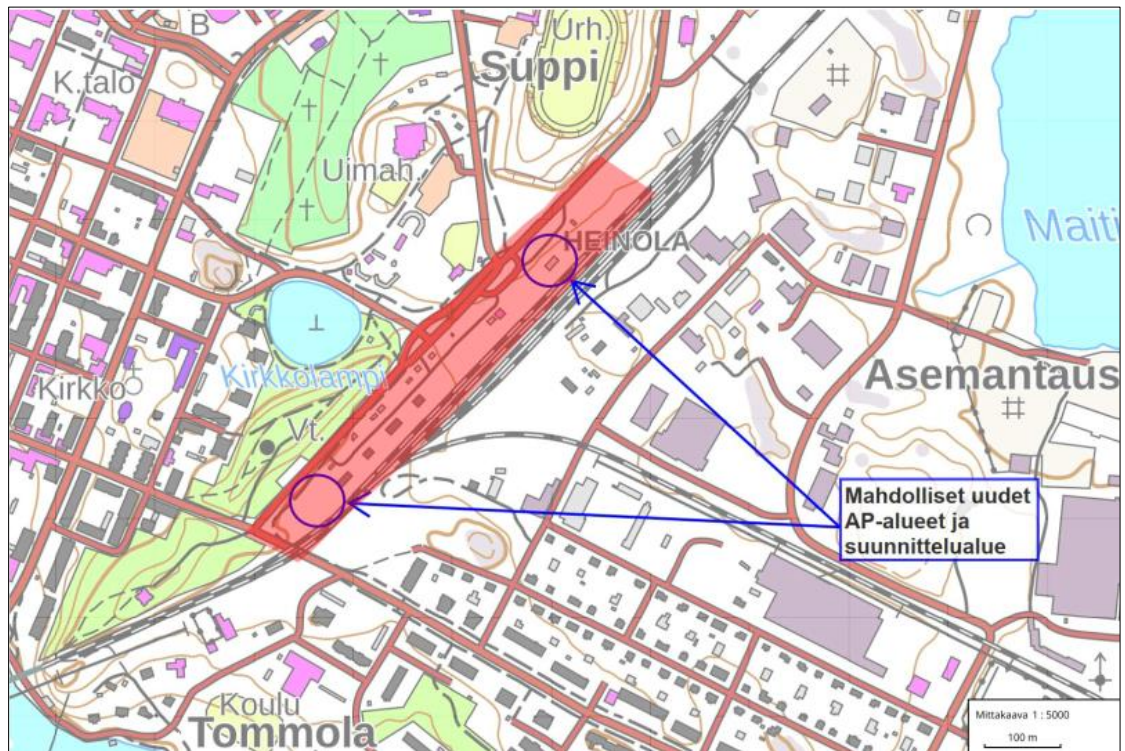 B
Urh.
Suppi
K.talo
Uimah.
HEINOLA
Maiti
Kirkkolampi
Asemantaus
Kirkko
Vt.
Mahdolliset uudet
AP-alueet ja
suunnittelualue
Koulu
Tommola
Mittakaava 1 : 5000
100 m